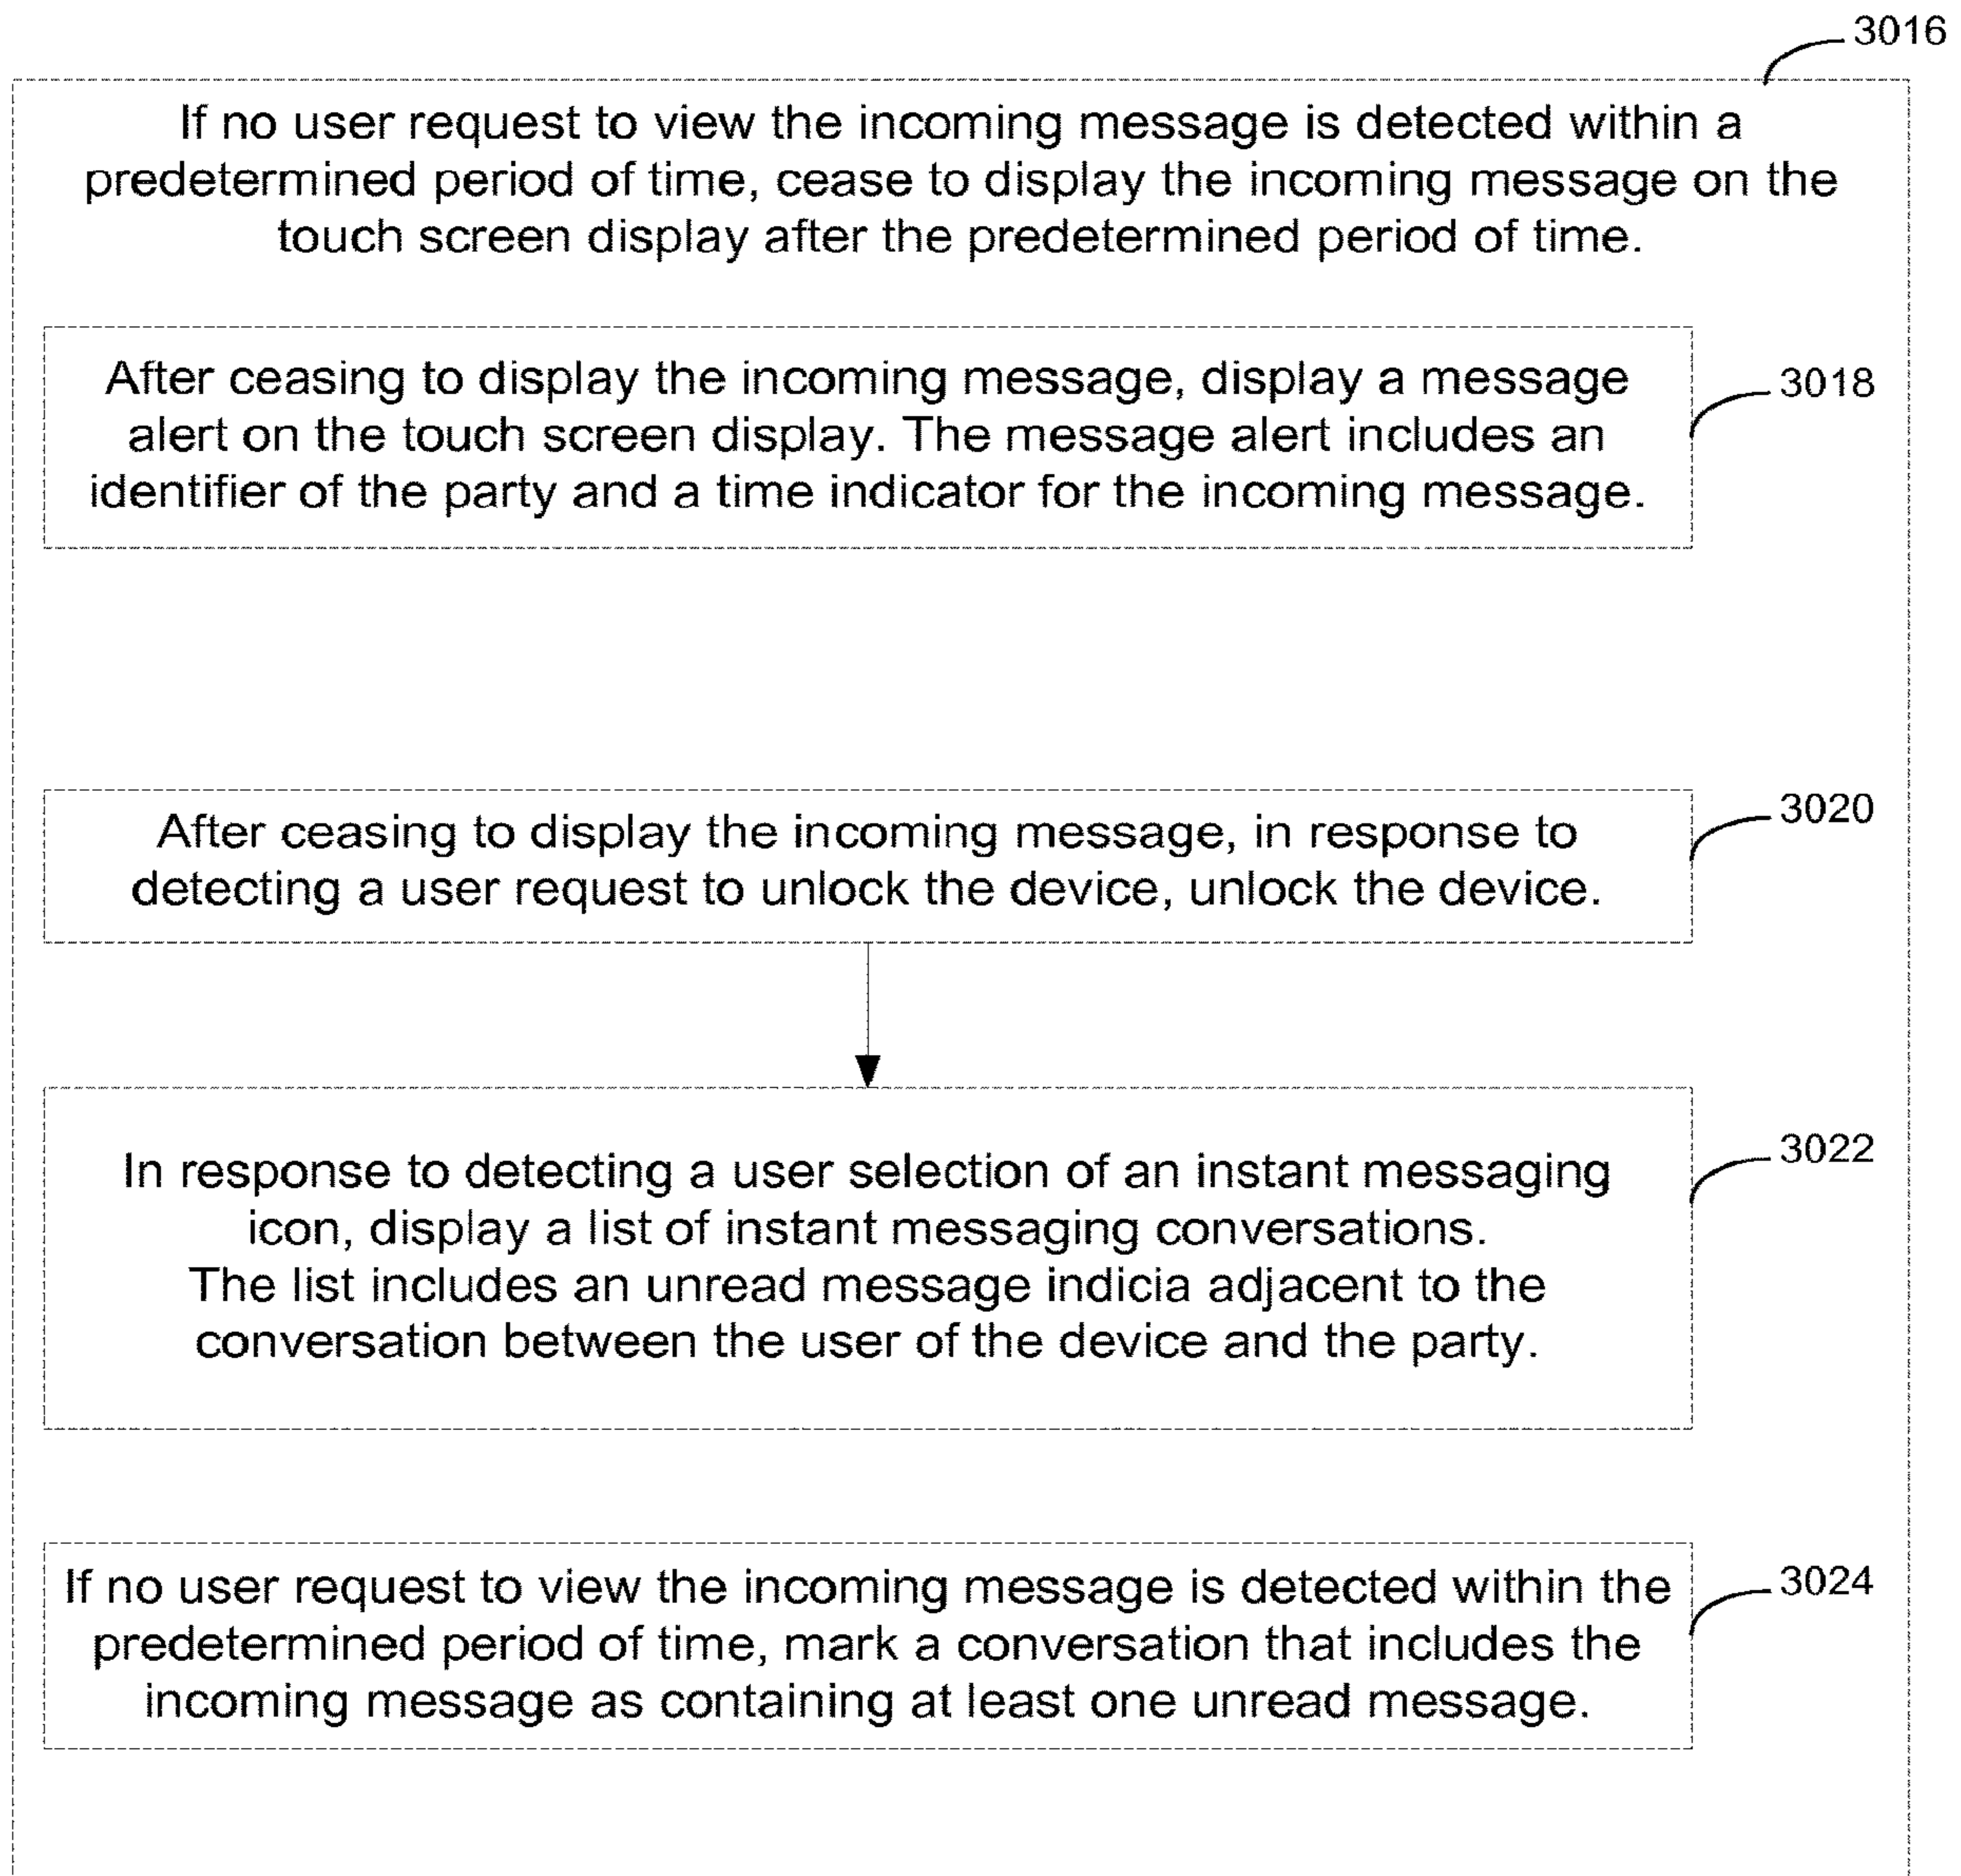 3016
If no user request to view the incoming message is detected within a
predetermined period of time, cease to display the incoming message on the
touch screen display after the predetermined period of time.
After ceasing to display the incoming message, display a message
alert on the touch screen display. The message alert includes an
identifier of the party and a time indicator for the incoming message.
3018
After ceasing to display the incoming message, in response to
detecting a user request to unlock the device, unlock the device.
3020
In response to detecting a user selection of an instant messaging
icon, display a list of instant messaging conversations.
The list includes an unread message indicia adjacent to the
conversation between the user of the device and the party.
3022
If no user request to view the incoming message is detected within the
predetermined period of time, mark a conversation that includes the
incoming message as containing at least one unread message.
3024